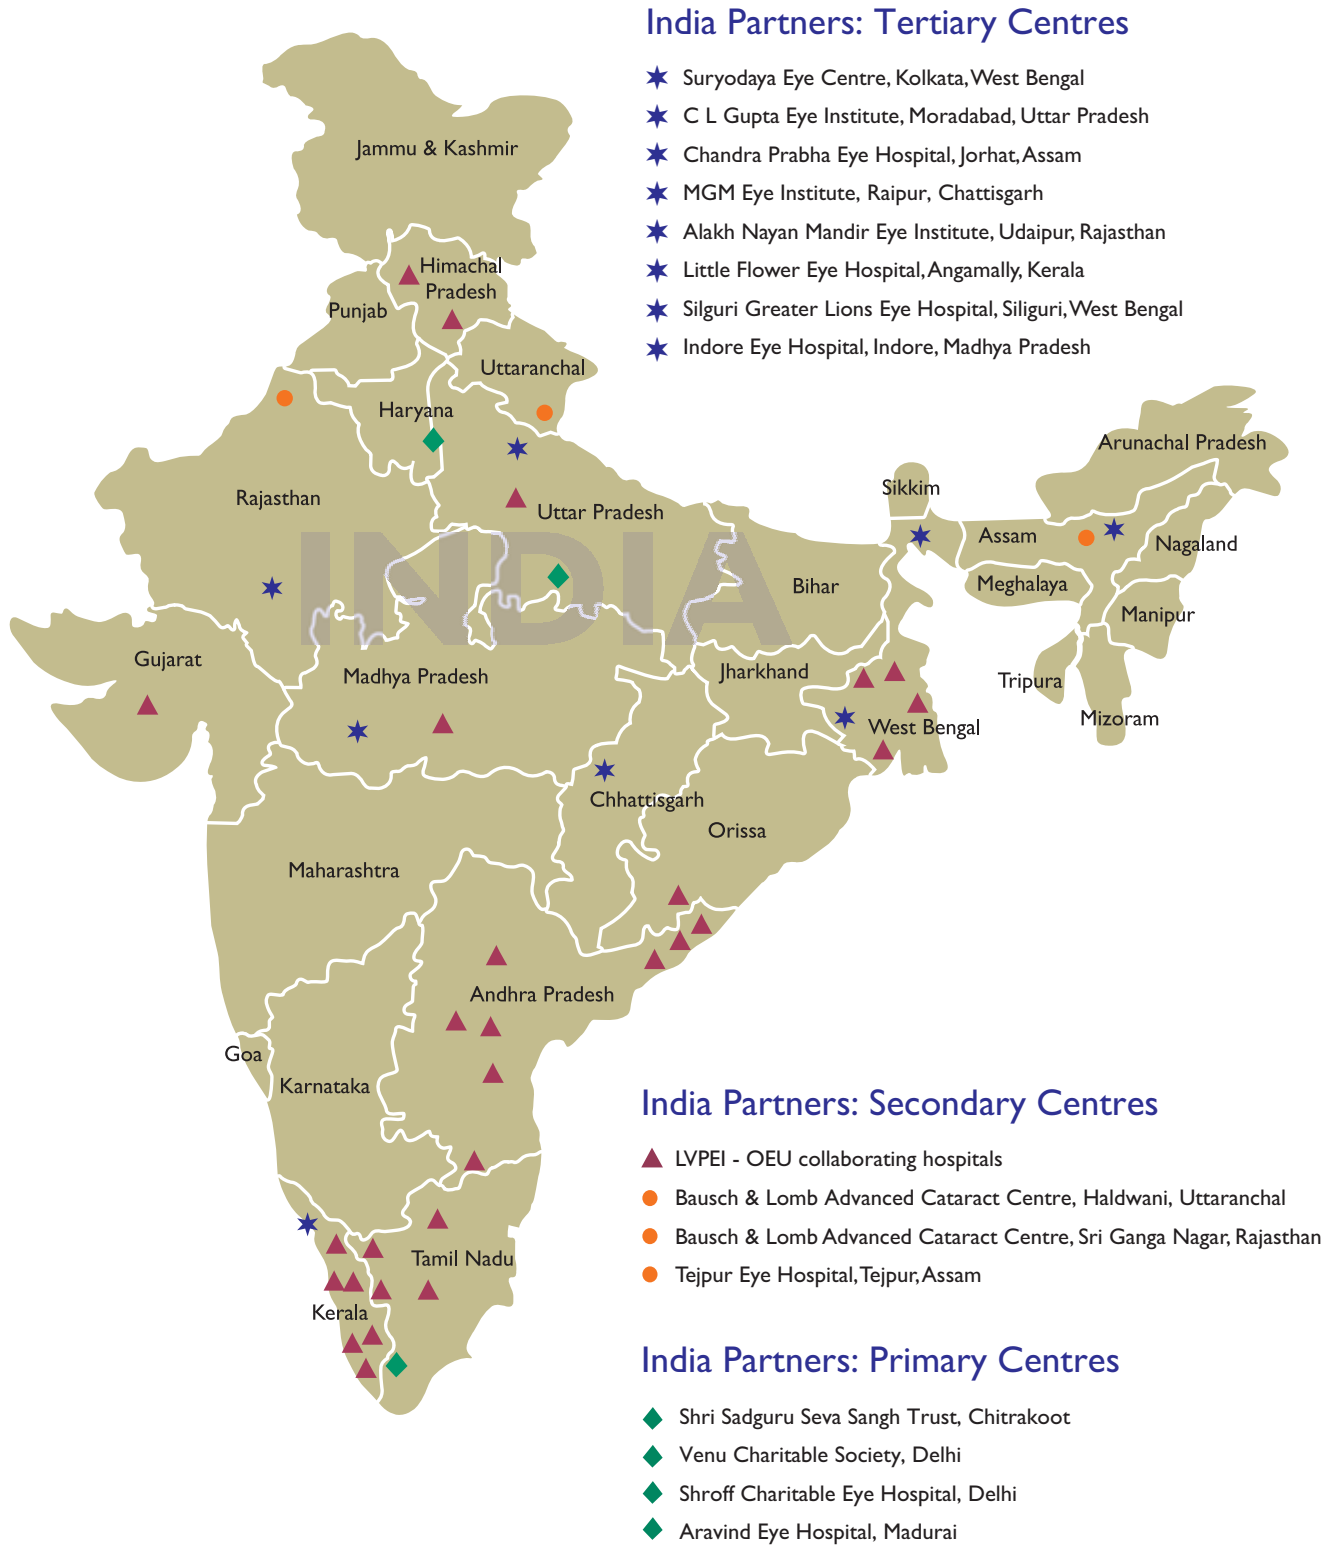 India Partners: Tertiary Centres
Suryodaya Eye Centre, Kolkata, West Bengal
C L Gupta Eye Institute, Moradabad, Uttar Pradesh
Chandra Prabha Eye Hospital, Jorhat, Assam
MGM Eye Institute, Raipur, Chattisgarh
Alakh Nayan Mandir Eye Institute, Udaipur, Rajasthan
Little Flower Eye Hospital, Angamally, Kerala
Silguri Greater Lions Eye Hospital, Siliguri, West Bengal
Indore Eye Hospital, Indore, Madhya Pradesh
Jammu & Kashmir
Himachal
Pradesh
Punjab
Uttaranchal
Haryana
Arunachal Pradesh
Sikkim
Rajasthan
Uttar Pradesh
Assam
Nagaland
INDIA
Bihar
Meghalaya
Manipur
Gujarat
Madhya Pradesh
Jharkhand
Tripura
West Bengal
Mizoram
Chhattisgarh
Orissa
Maharashtra
Andhra Pradesh
Goa
Karnataka
Tamil Nadu
Kerala
India Partners: Secondary Centres
LVPEI - OEU collaborating hospitals
Bausch & Lomb Advanced Cataract Centre, Haldwani, Uttaranchal
Bausch & Lomb Advanced Cataract Centre, Sri Ganga Nagar, Rajasthan
Tejpur Eye Hospital, Tejpur, Assam
India Partners: Primary Centres
Shri Sadguru Seva Sangh Trust, Chitrakoot
Venu Charitable Society, Delhi
Shroff Charitable Eye Hospital, Delhi
Aravind Eye Hospital, Madurai